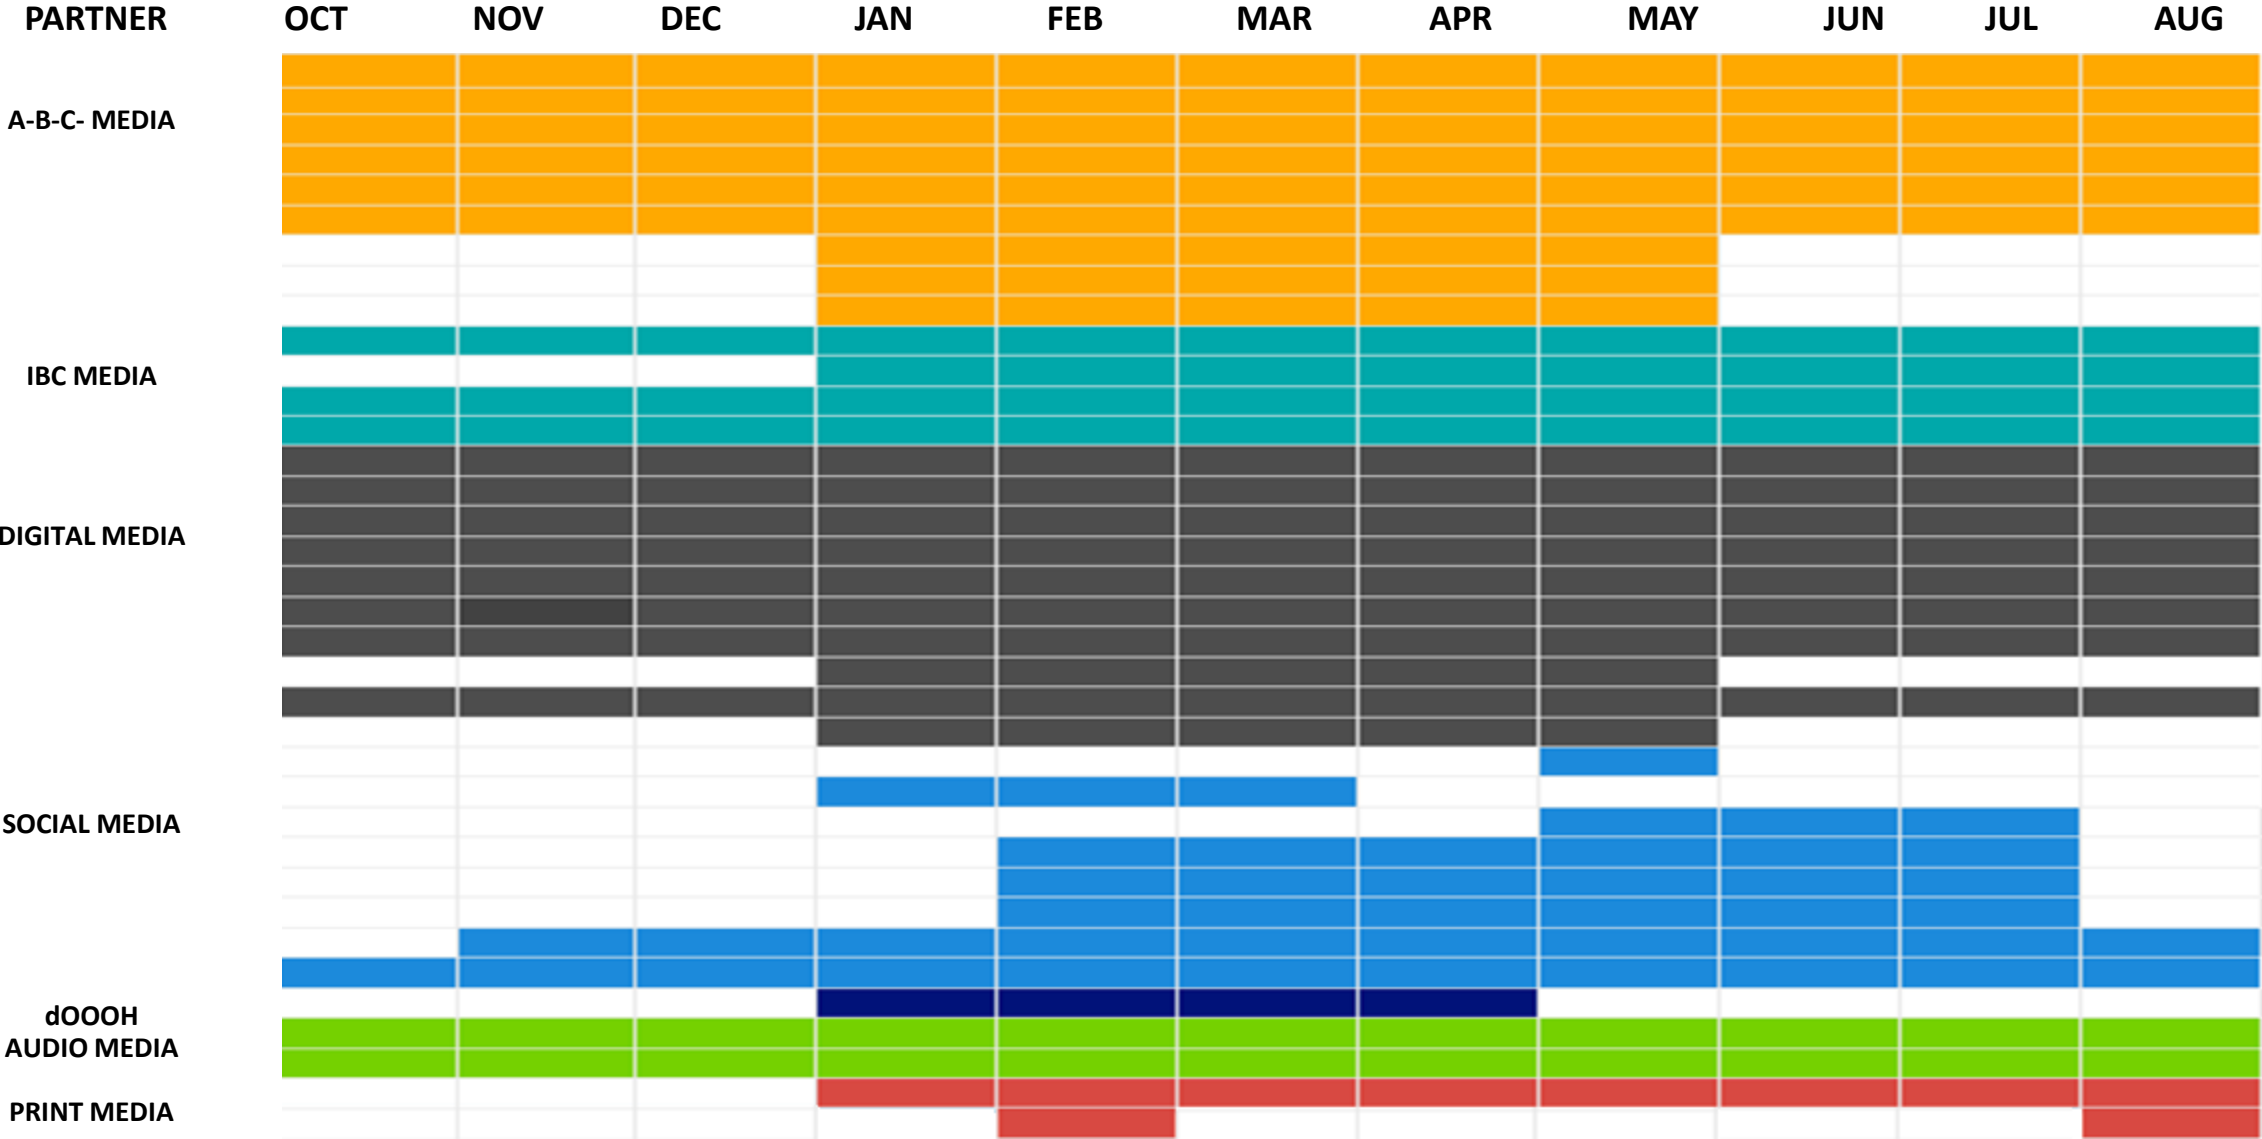 PARTNER OCT NOV DEC JAN FEB MAR APR MAY JUN JUL AUG
A-B-C- MEDIA
IBC MEDIA
DIGITAL MEDIA
SOCIAL MEDIA
dOOOH
AUDIO MEDIA
PRINT MEDIA